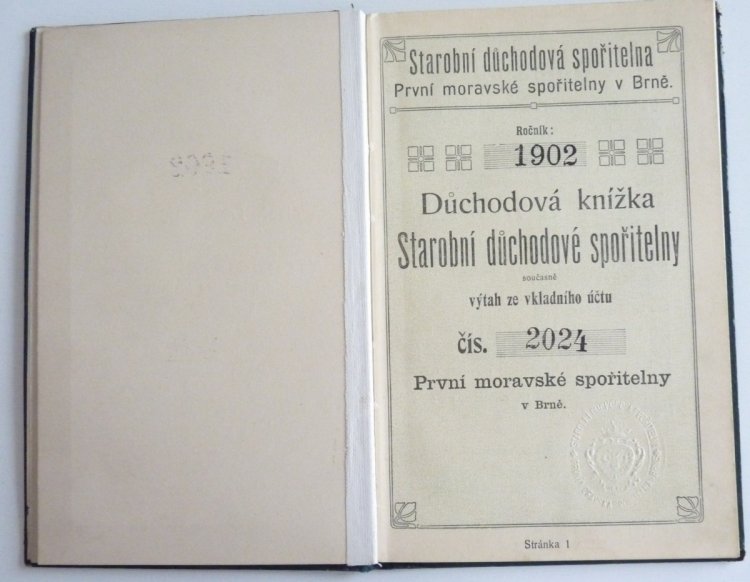 Starobní důchodová spořitelna
První moravské spořitelny v Brně.
Ročník:
1902
Důchodová knížka
Starobní důchodové spořitelny
současně
výtah ze vkladního účtu
čís. 2024
První moravské spořitelny
v Brně.
Stránka 1